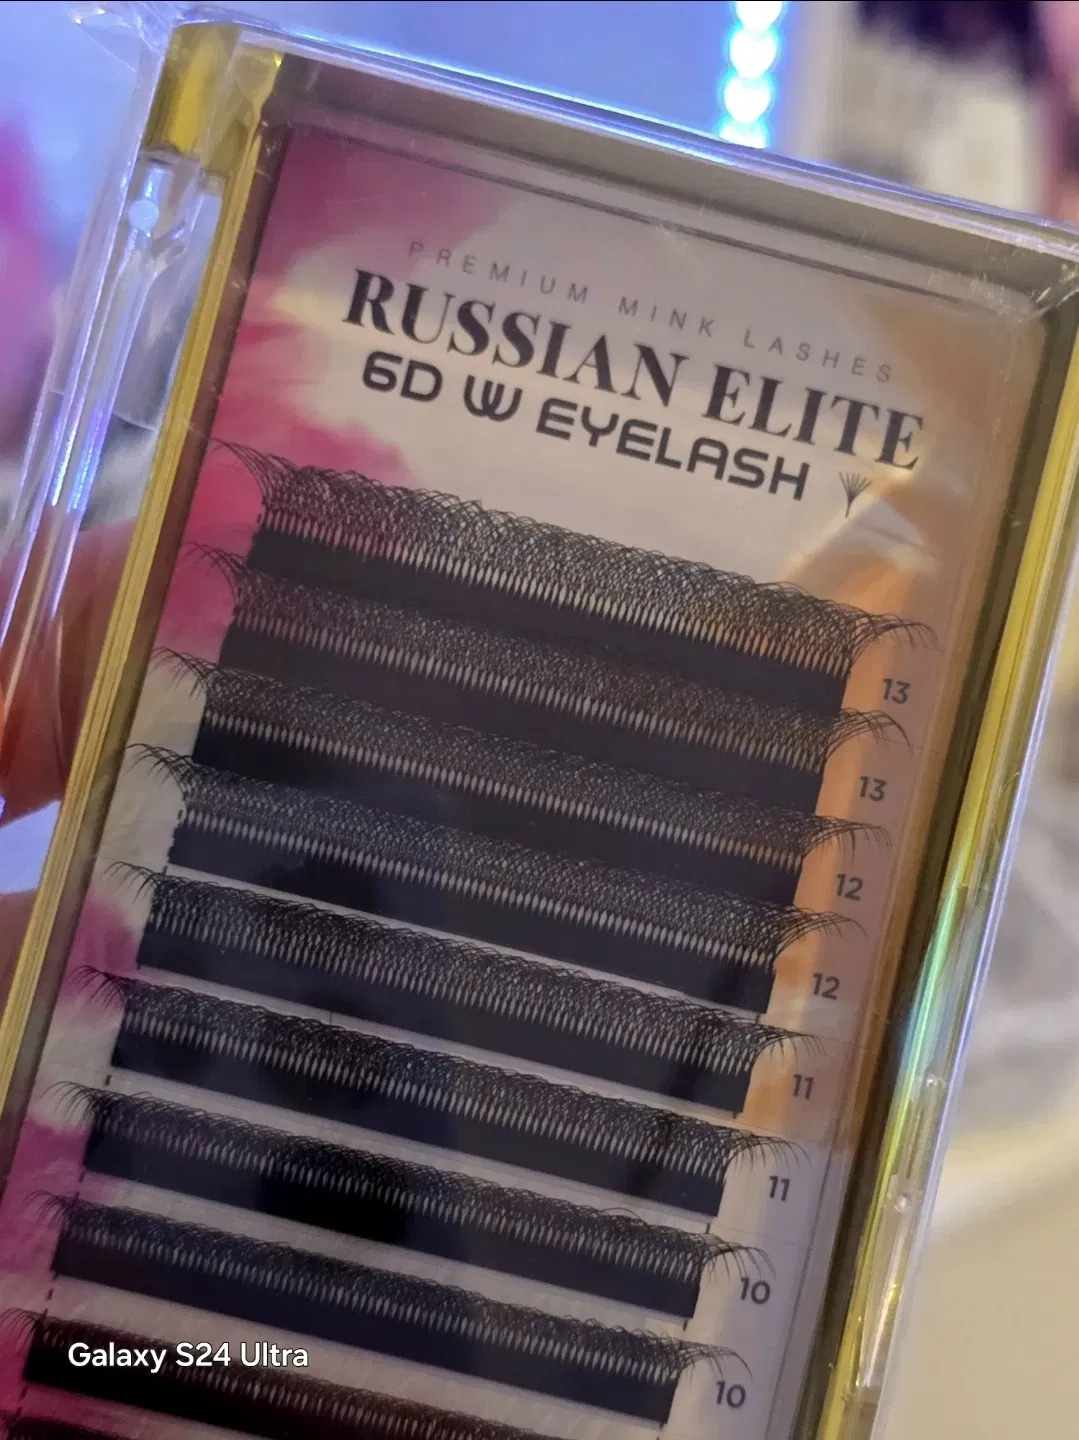 PREMIUM MINK LASHES
RUSSIAN ELITE
6D W EYELASH
13
13
12
12
11
11
10
10
Galaxy S24 Ultra